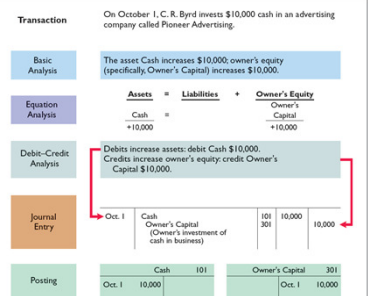 Transaction
On October 1, C. R. Byrd invests $10,000 cash in an advertising
company called Pioneer Advertising.
Basic
Analysis
The asset Cash increases $10,000; owner's equity
(specifically, Owner's Capital) increases $10,000.
Equation
Analysis
Assets = Liabilities + Owner's Equity
Owner's
Cash = Capital
+10,000 +10,000
Debit–Credit
Analysis
Debits increase assets: debit Cash $10,000.
Credits increase owner's equity: credit Owner's
Capital $10,000.
Journal
Entry
Oct. 1 Cash 101 10,000
Owner's Capital 301 10,000
(Owner's investment of
cash in business)
Posting
Cash 101 Owner's Capital 301
Oct. 1 10,000 Oct. 1 10,000